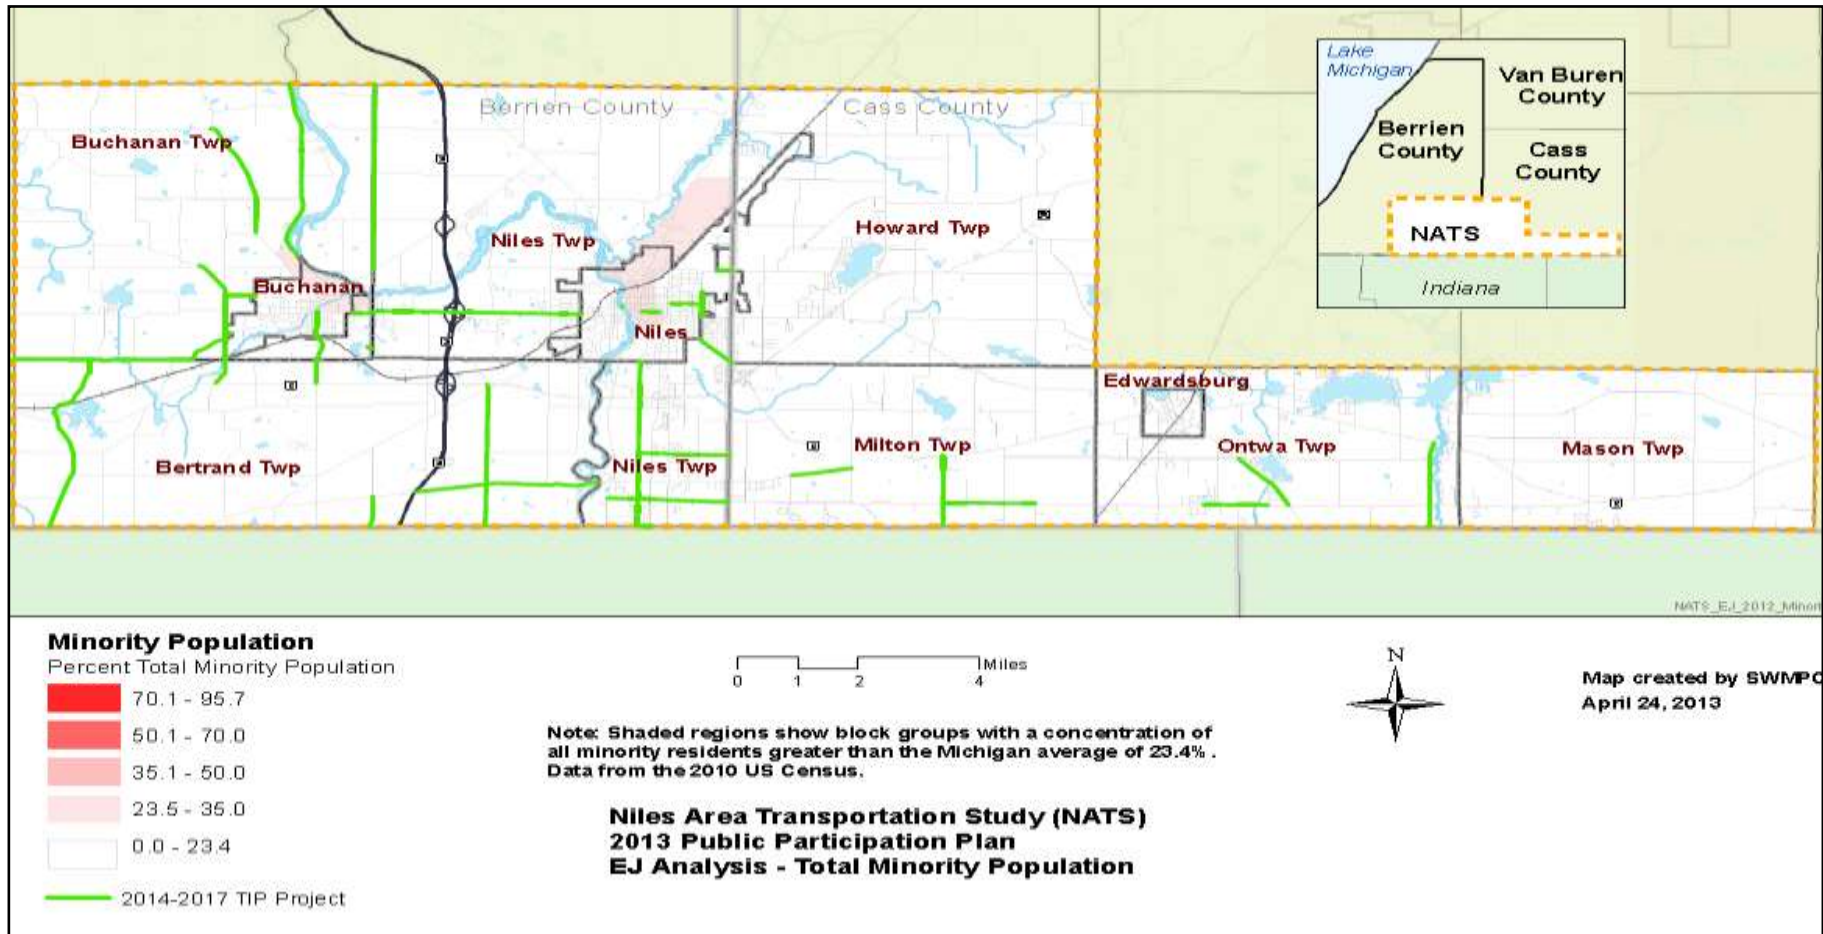 Berrien County
Cass County
Buchanan Twp
Niles Twp
Howard Twp
Buchanan
Niles
Edwardsburg
Bertrand Twp
Niles Twp
Milton Twp
Ontwa Twp
Mason Twp
Lake
Michigan
Van Buren
County
Berrien
County
Cass
County
NATS
Indiana
NATS_EJ_2012_Minori
Minority Population
Percent Total Minority Population
70.1 - 95.7
50.1 - 70.0
35.1 - 50.0
23.5 - 35.0
0.0 - 23.4
2014-2017 TIP Project
Miles
0 1 2 4
Note: Shaded regions show block groups with a concentration of
all minority residents greater than the Michigan average of 23.4% .
Data from the 2010 US Census.
Niles Area Transportation Study (NATS)
2013 Public Participation Plan
EJ Analysis - Total Minority Population
N
Map created by SWMPC
April 24, 2013